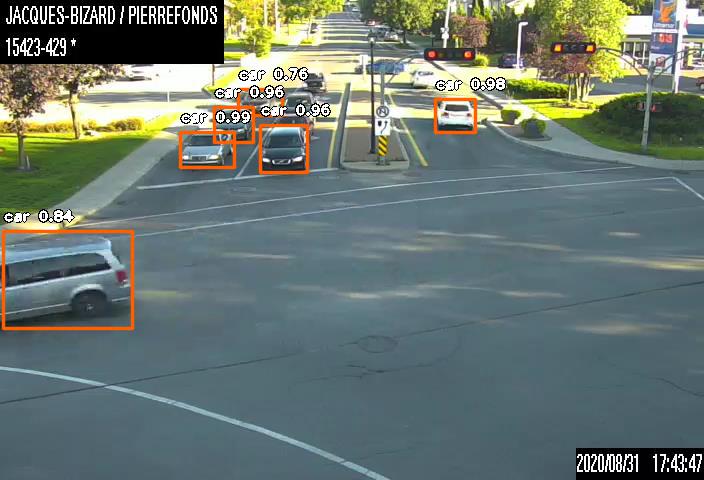 JACQUES-BIZARD / PIERREFONDS
15423-429 *
car 0.76
car 0.96
car 0.98
car 0.96
car 0.99
car 0.84
2020/08/31 17:43:47